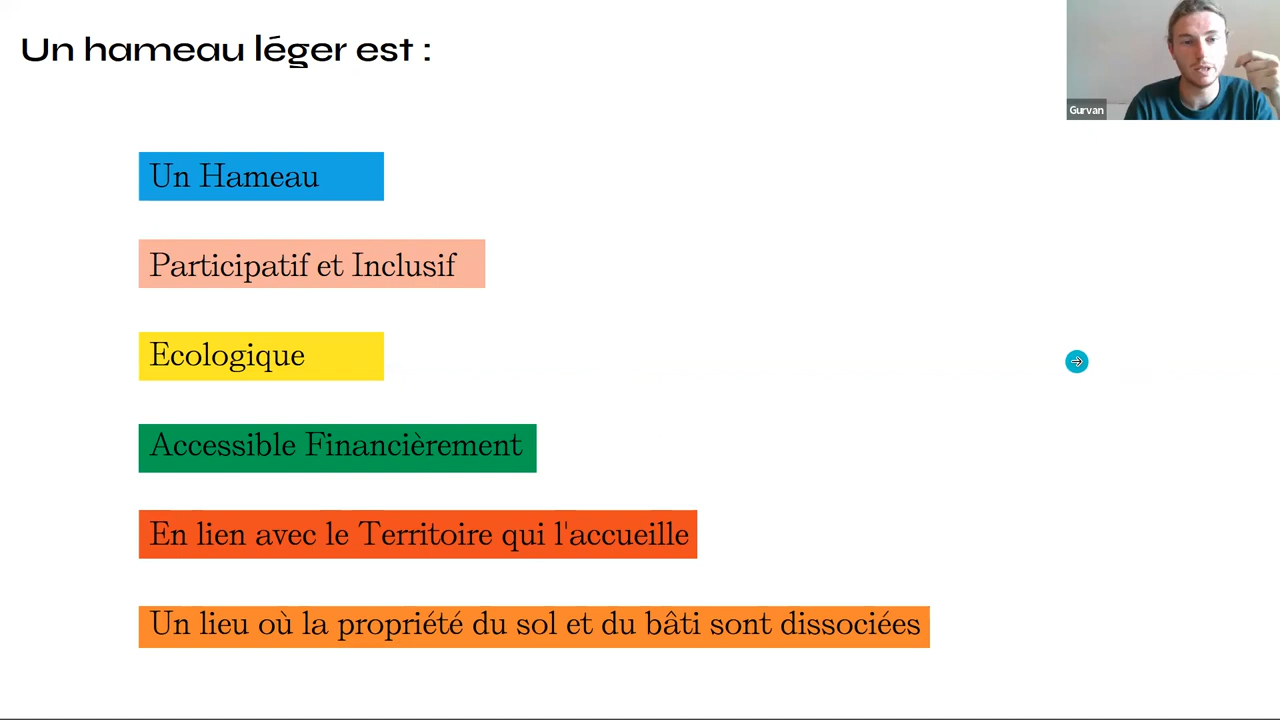 Un hameau léger est :
Gurvan
Un Hameau
Participatif et Inclusif
Ecologique
Accessible Financièrement
En lien avec le Territoire qui l'accueille
Un lieu où la propriété du sol et du bâti sont dissociées